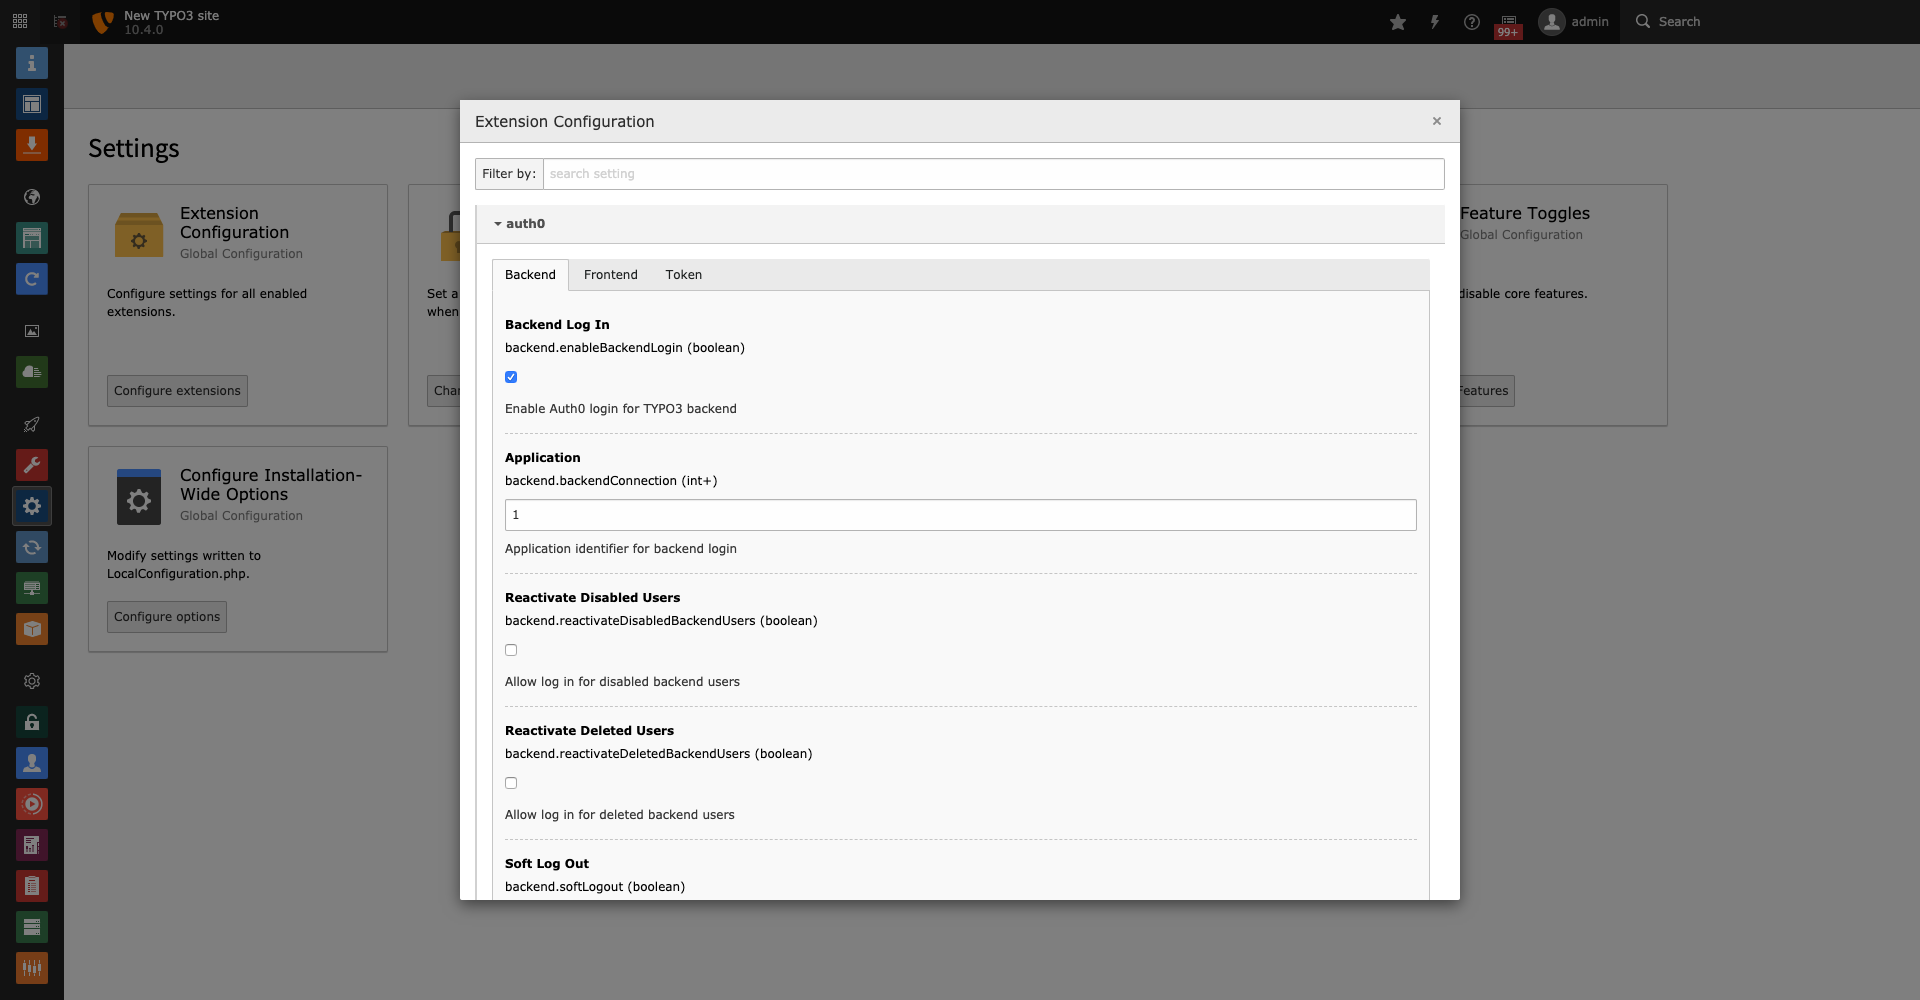 New TYPO3 site
10.4.0
99+
admin
Search
Settings
Extension
Configuration
Global Configuration
Configure settings for all enabled
extensions.
Configure extensions
Set a
when
Char
Feature Toggles
Global Configuration
disable core features.
Features
Configure Installation-
Wide Options
Global Configuration
Modify settings written to
LocalConfiguration.php.
Configure options
Extension Configuration
×
Filter by:
search setting
auth0
Backend
Frontend
Token
Backend Log In
backend.enableBackendLogin (boolean)
Enable Auth0 login for TYPO3 backend
Application
backend.backendConnection (int+)
1
Application identifier for backend login
Reactivate Disabled Users
backend.reactivateDisabledBackendUsers (boolean)
Allow log in for disabled backend users
Reactivate Deleted Users
backend.reactivateDeletedBackendUsers (boolean)
Allow log in for deleted backend users
Soft Log Out
backend.softLogout (boolean)